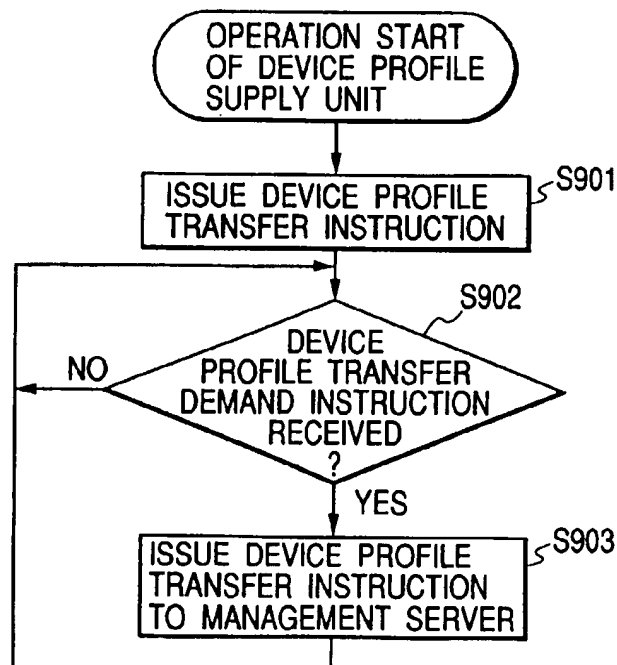 OPERATION START
OF DEVICE PROFILE
SUPPLY UNIT
ISSUE DEVICE PROFILE
TRANSFER INSTRUCTION
S901
S902
DEVICE
PROFILE TRANSFER
DEMAND INSTRUCTION
RECEIVED
?
NO
YES
ISSUE DEVICE PROFILE
TRANSFER INSTRUCTION
TO MANAGEMENT SERVER
S903